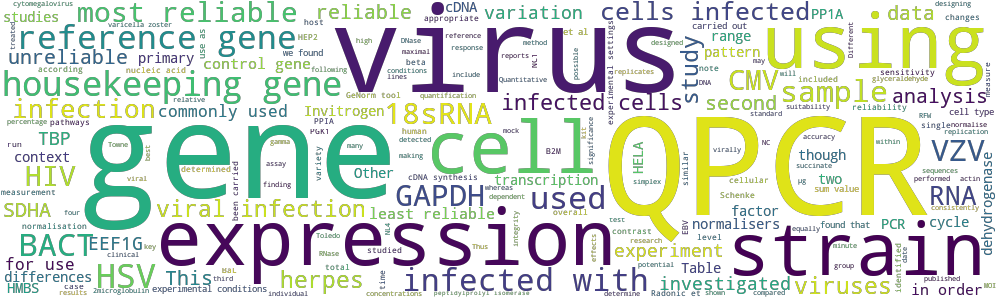 cytomegalovirus
studies
most reliable
varicella zoster
reference gene
unreliable
primary
according
nucleic acid
housekeeping gene
infection
commonly used
percentage
pathways
run
TBP
context
HIV
measurement
SDHA
four
normalisation
BACT
EEF1G
for use
clinical
key
differences
HMBS
case
results
HSV
This
experimental conditions
2microglobulin
individual
treated
host
HEP2
use as
we found
reliable
control gene
following
relative
Invitrogen
PPIA
PGK1
determined
viral
best
Towne
gamma
assay
finding
been carried
viral infection
variety
many
Other
human
detected
making
GeNorm tool
high
DNase
maximal
beta
conditions
lines
virus
gene
expression
18sRNA
cDNA synthesis
mock
GAPDH
least reliable
whereas
dependent
NL4
studied
Toledo
RNase
total
BaL
third
herpes
time
concentrations
infected with
peptidylprolyl isomerase
integrity
Thus
overall
used
cell
transcription
B2M
kit
significance
infected cells
cDNA
appropriate
variation
reference
response
reports
include
Quantitative
quantification
NL1
method
et al
possible
designed
replicates
experimental settings
cells infected
study
PP1A
carried out
range
pattern
note
DNA
CMV
second
may
will
included
using
data
designing
changes
Different
sensitivity
glyceraldehyde
measure
sample
analysis
suitability
standard
reliability
single
RFW
cell type
normalise
replication
QPCR
HELA
simplex
virally
similar
NC
accuracy
cellular
µg
Schenke
succinate
sum value
within
though
two
performed
actin
sequences
consistently
VZV
RNA
dehydrogenase
factor
normalisers
equally
found that
PCR
cycle
test
contrast
effects
research
experiment
potential
determine
EBV
level
Table
investigated
Radonic et
shown
compared
strain
minute
group
viruses
identified
date
published
in order
MOI